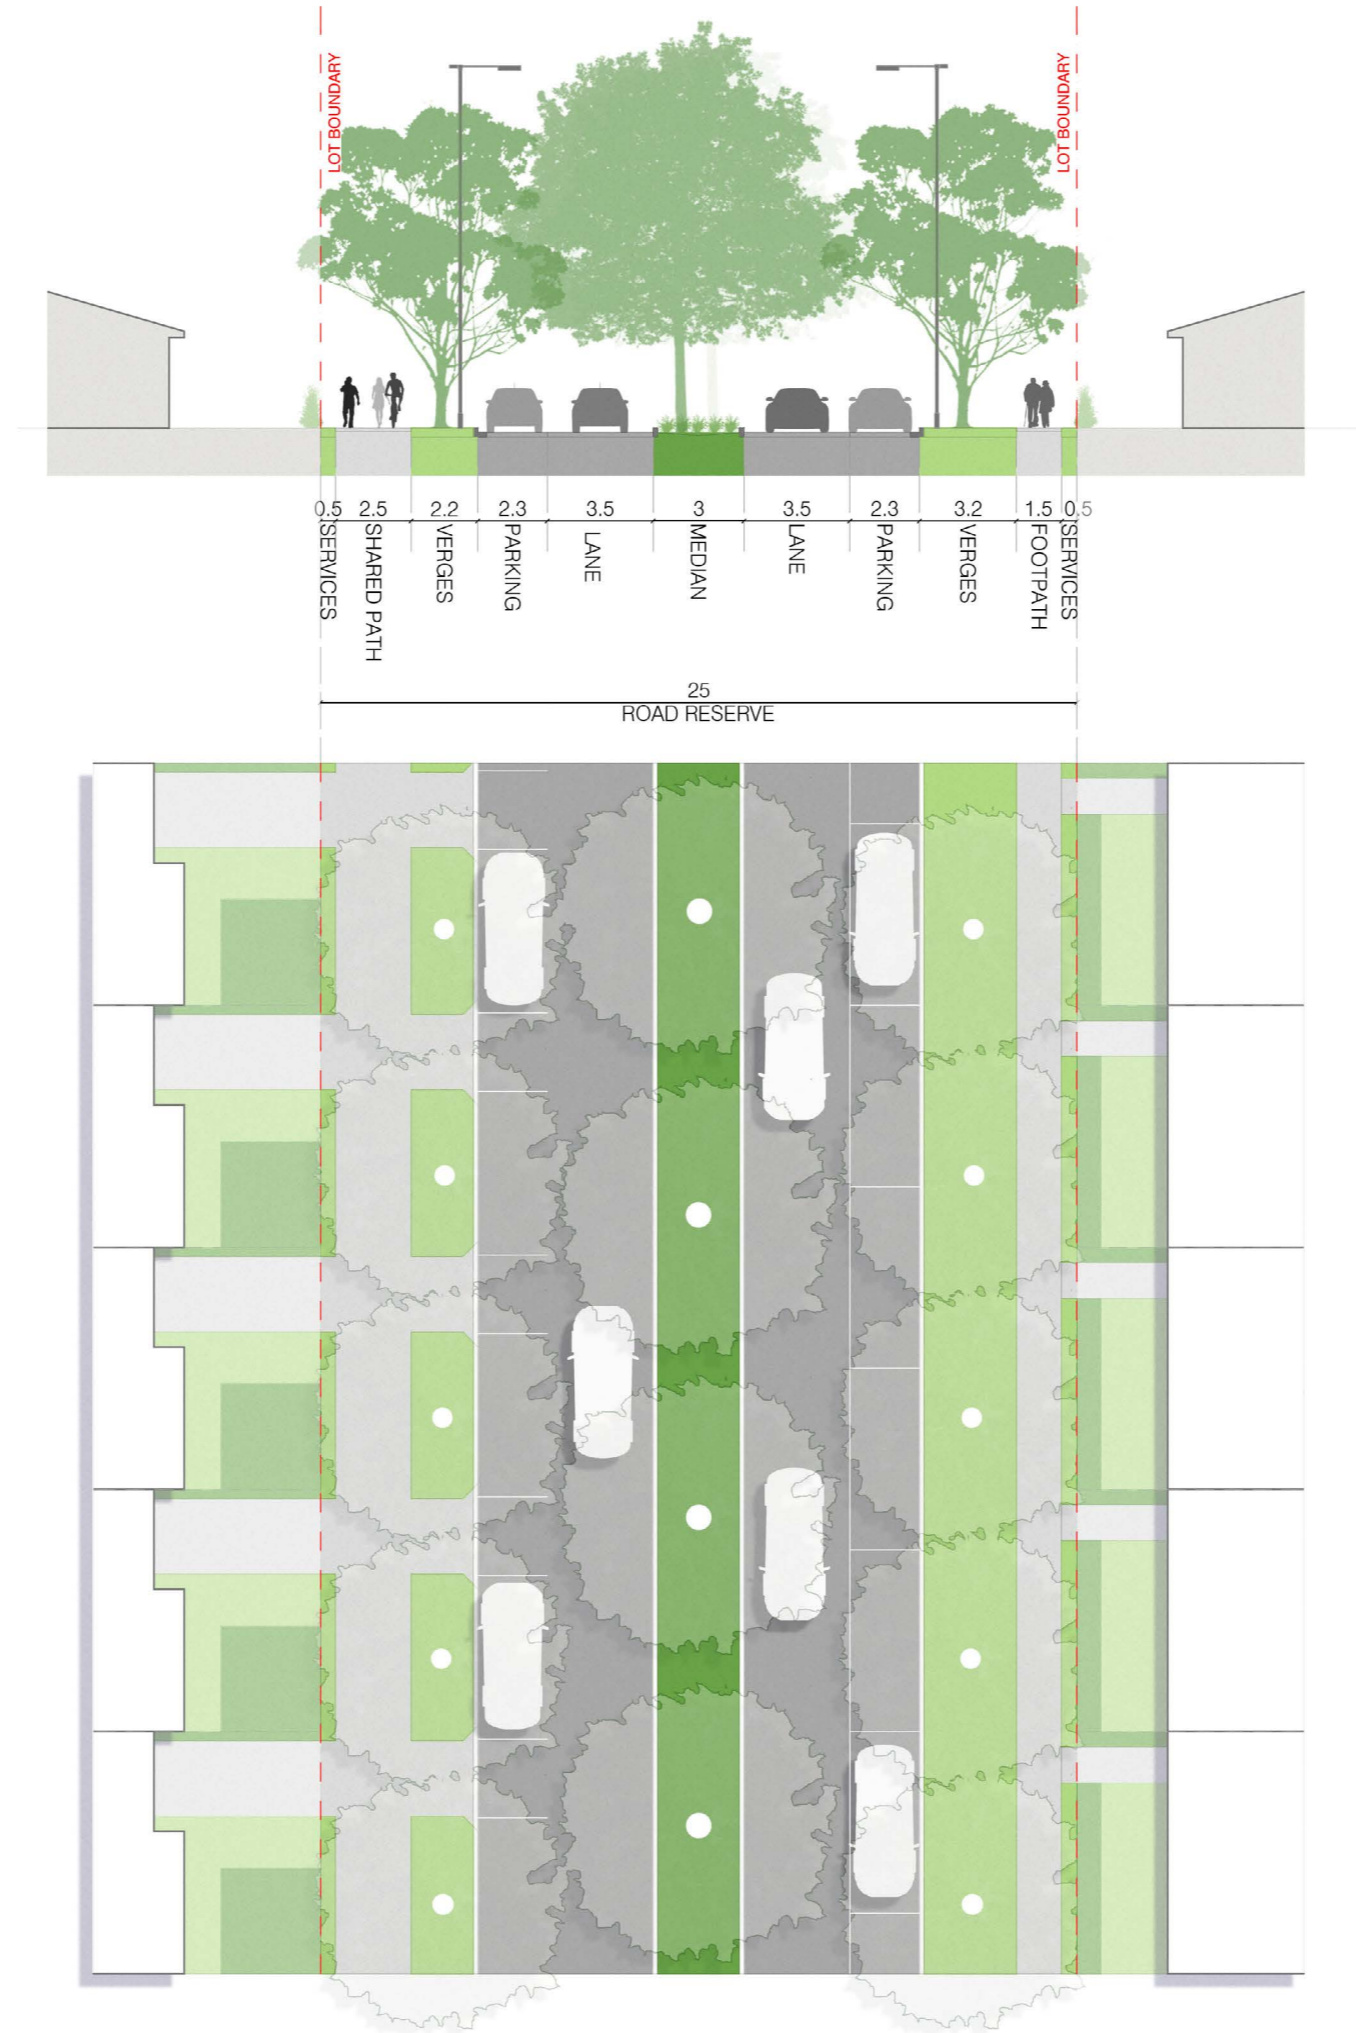 LOT BOUNDARY
LOT BOUNDARY
0.5 2.5 2.2 2.3 3.5 3 3.5 2.3 3.2 1.5 0.5
SERVICES
SHARED PATH
VERGES
PARKING
LANE
MEDIAN
LANE
PARKING
VERGES
FOOTPATH
SERVICES
25
ROAD RESERVE